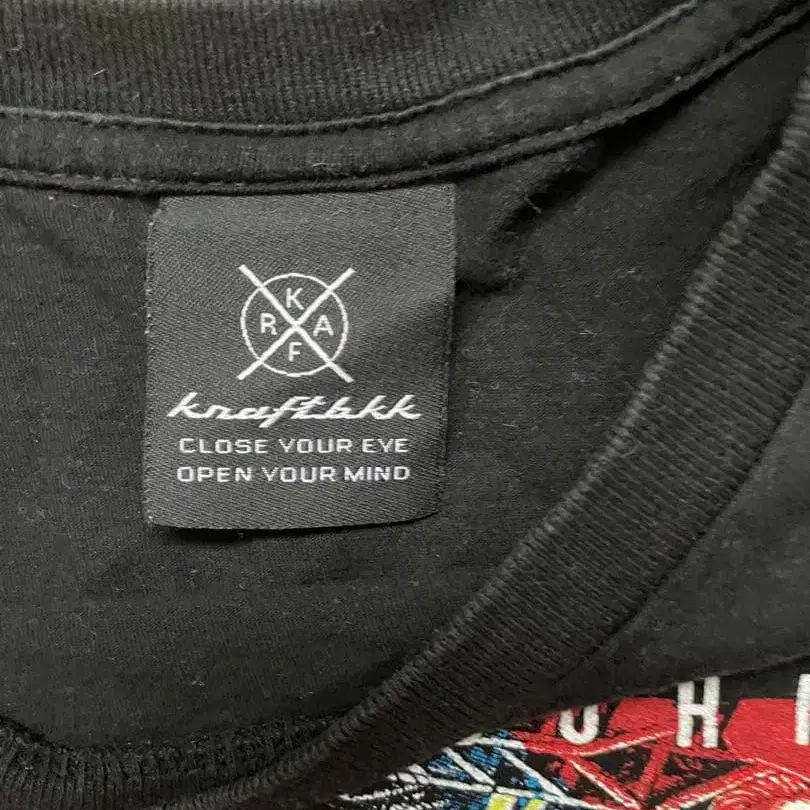 K
R A
F
kraftbkk
CLOSE YOUR EYE
OPEN YOUR MIND